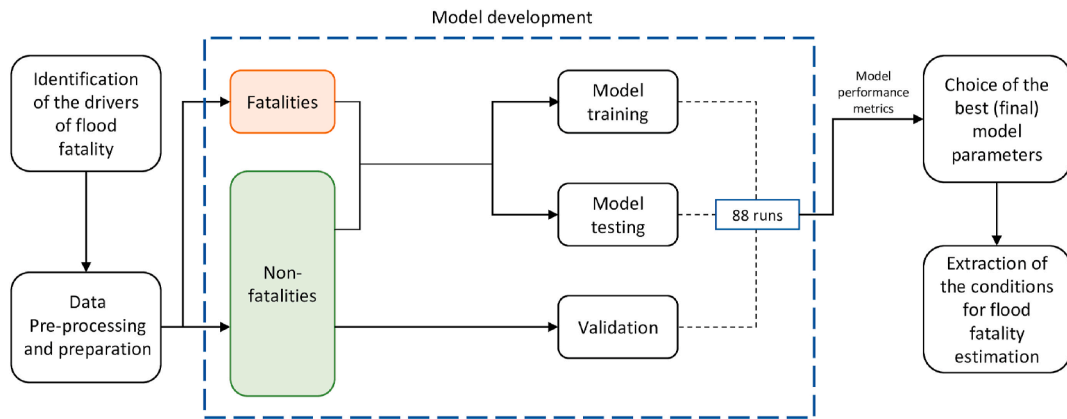 Model development
Identification
of the drivers
of flood
fatality
Data
Pre-processing
and preparation
Fatalities
Non-
fatalities
Model
training
Model
testing
Validation
88 runs
Model
performance
metrics
Choice of the
best (final)
model
parameters
Extraction of
the conditions
for flood
fatality
estimation